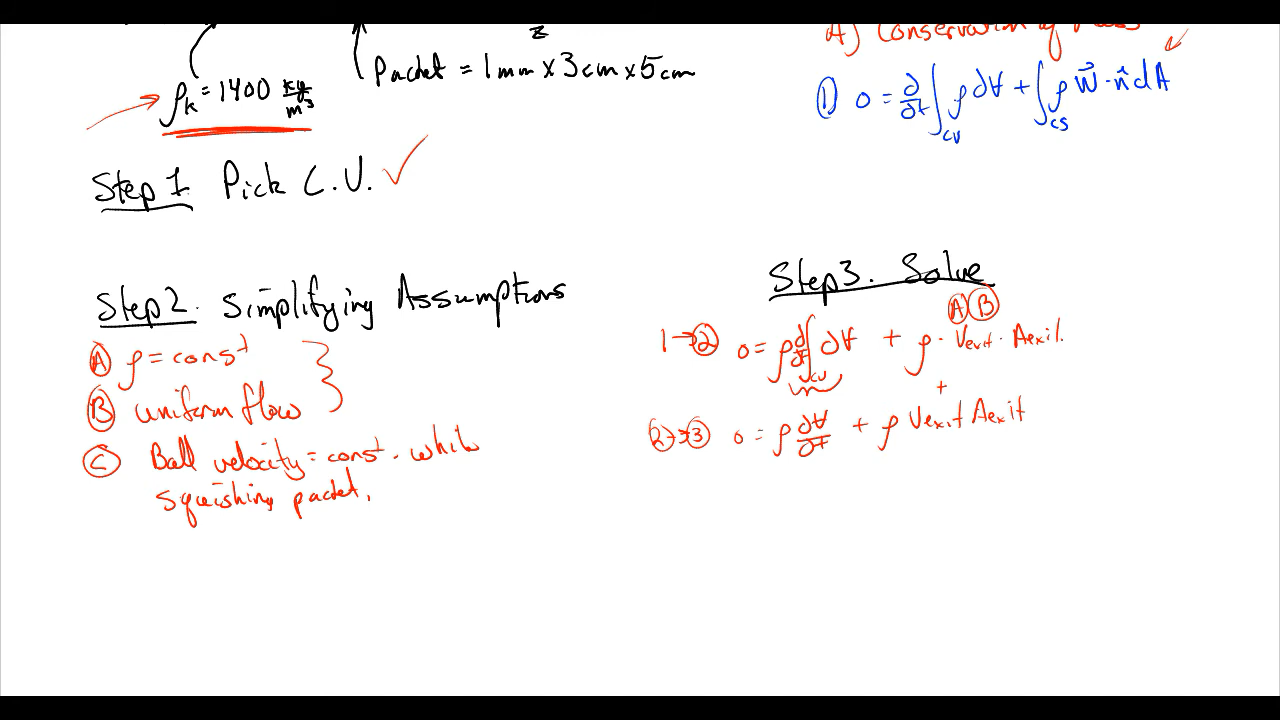 z
Packet = 1mm x 3cm x 5cm
ρk = 1400 kg/m³
A) Conservation of Mass
① 0 = ∂/∂t ∫cv ρ d∀ + ∫cs ρ W⃗ · n̂ dA
Step 1. Pick C.V. ✓
Step 2. Simplifying Assumptions
Ⓐ ρ = const
Ⓑ uniform flow
Ⓒ Ball velocity = const. while
squishing packet.
Step 3. Solve
Ⓐ Ⓑ
1→② 0 = ρ d/dt ∫cv d∀ + ρ · Vexit · Aexit.
+
②→③ 0 = ρ ∂∀/∂t + ρ Vexit Aexit